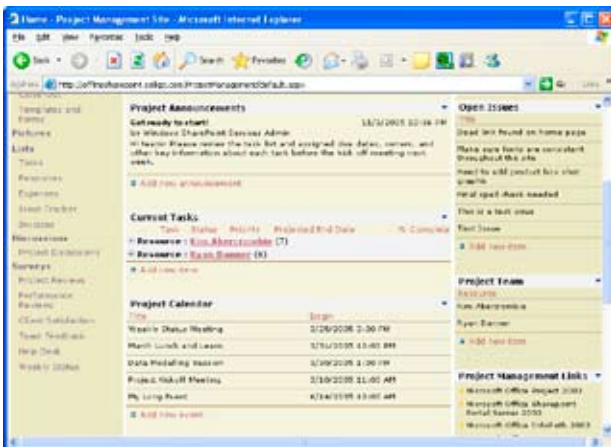 Home - Project Management Site - Microsoft Internet Explorer
File Edit View Favorites Tools Help
Back Search Favorites
Templates and Forms
Pictures
Lists
Tasks
Resources
Expenses
Issue Tracker
Decisions
Discussions
Project Discussions
Surveys
Project Reviews
Performance
Reviews
Client Satisfaction
Team Feedback
Help Desk
Weekly Status
Project Announcements
Get ready to start!
by Windows SharePoint Services Admin
Hi team! Please review the task list and assigned due dates, owners, and
other key information about each task before the kick off meeting next
week.
Add new announcement
Current Tasks
Task Status Priority Projected End Date % Complete
Resource : Kim Abercrombie (7)
Resource : Ryan Danner (6)
Add new item
Project Calendar
Title Begin
Weekly Status Meeting
March Lunch and Learn
Data Modelling Session
Project Kickoff Meeting
My Long Event
Add new event
Open Issues
Title
Dead link found on home page
Make sure fonts are consistent
throughout the site
Need to add product box shot
graphic
Final spell check needed
This is a test issue
Test Issue
Add new item
Project Team
Resource
Kim Abercrombie
Ryan Danner
Add new item
Project Management Links
Microsoft Office Project 2003
Microsoft Office Sharepoint
Portal Server 2003
Microsoft Office InfoPath 2003